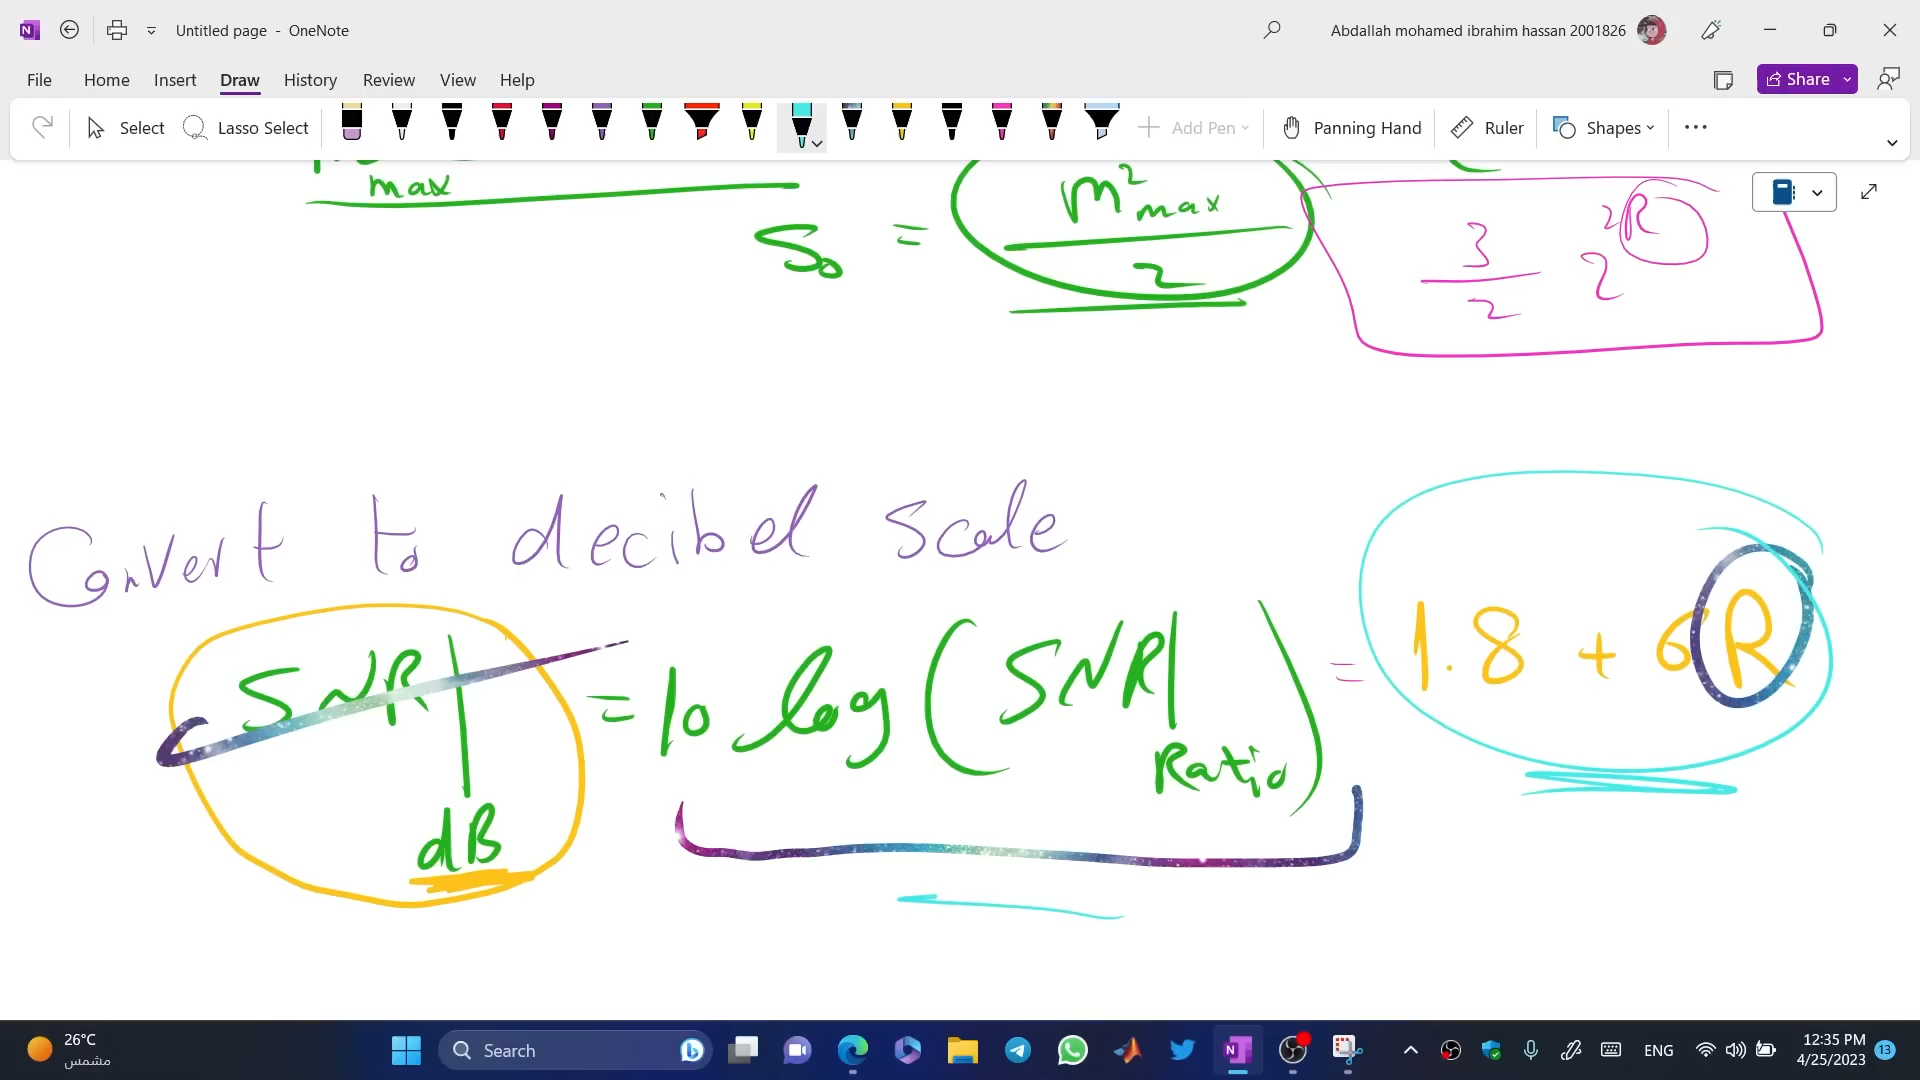 Untitled page - OneNote
Abdallah mohamed ibrahim hassan 2001826
File Home Insert Draw History Review View Help
Share
Select Lasso Select Add Pen Panning Hand Ruler Shapes
max
S₀ = m²max / 2
3/2 2^2R
Convert to decibel scale
SNR|dB = 10 log (SNR|Ratio) = 1.8 + 6R
26°C
مشمس
Search
ENG
12:35 PM
4/25/2023
13